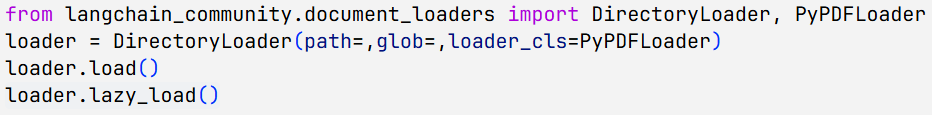 from langchain_community.document_loaders import DirectoryLoader, PyPDFLoader
loader = DirectoryLoader(path=,glob=,loader_cls=PyPDFLoader)
loader.load()
loader.lazy_load()